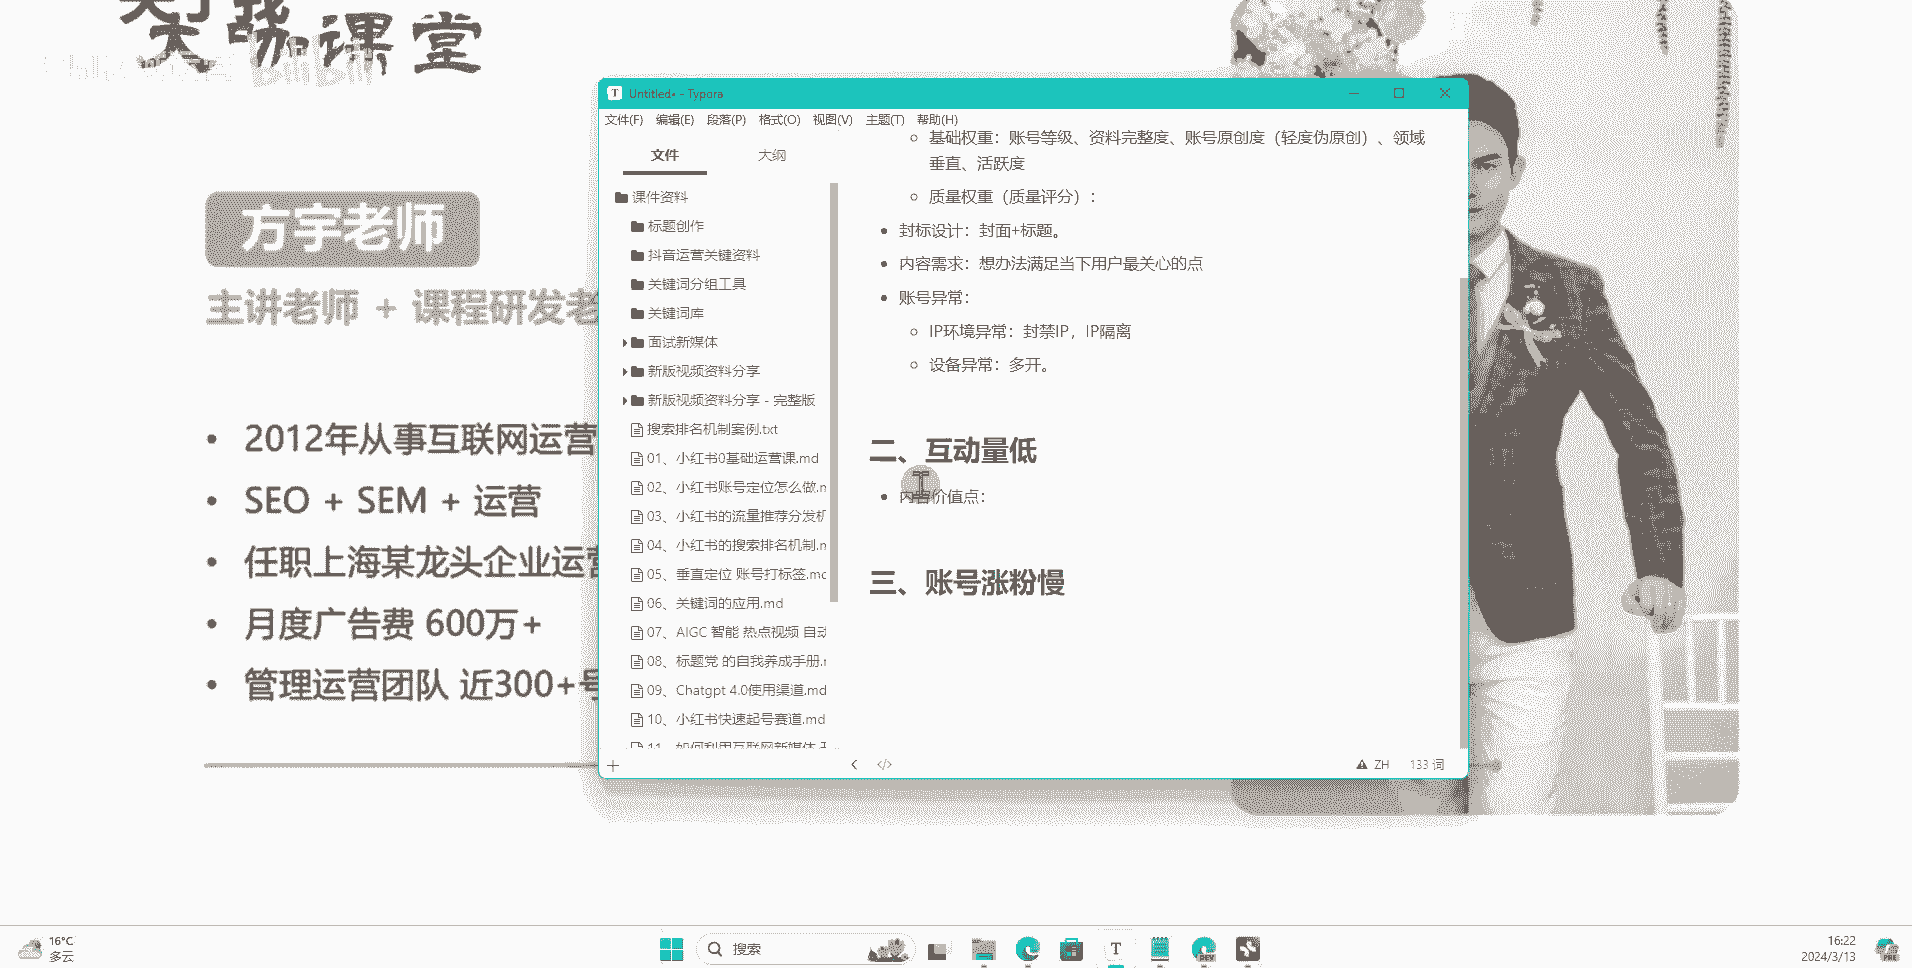 课堂
bilibili
方宇老师
主讲老师 + 课程研发老
2012年从事互联网运营
SEO + SEM + 运营
任职上海某龙头企业运营
月度广告费 600万+
管理运营团队 近300+号
Untitled• - Typora
文件(F) 编辑(E) 段落(P) 格式(O) 视图(V) 主题(T) 帮助(H)
文件 大纲
课件资料
标题创作
抖音运营关键资料
关键词分组工具
关键词库
面试新媒体
新版视频资料分享
新版视频资料分享 - 完整版
搜索排名机制案例.txt
01、小红书0基础运营课.md
02、小红书账号定位怎么做.m
03、小红书的流量推荐分发机
04、小红书的搜索排名机制.m
05、垂直定位 账号打标签.md
06、关键词的应用.md
07、AIGC 智能 热点视频 自动
08、标题党 的自我养成手册.m
09、Chatgpt 4.0使用渠道.md
10、小红书快速起号赛道.md
11、如何利用互联网新媒体
基础权重：账号等级、资料完整度、账号原创度（轻度伪原创）、领域
垂直、活跃度
质量权重（质量评分）：
封标设计：封面+标题。
内容需求：想办法满足当下用户最关心的点
账号异常：
IP环境异常：封禁IP，IP隔离
设备异常：多开。
二、互动量低
内容价值点：
三、账号涨粉慢
ZH 133 词
16°C
多云
搜索
16:22
2024/3/13